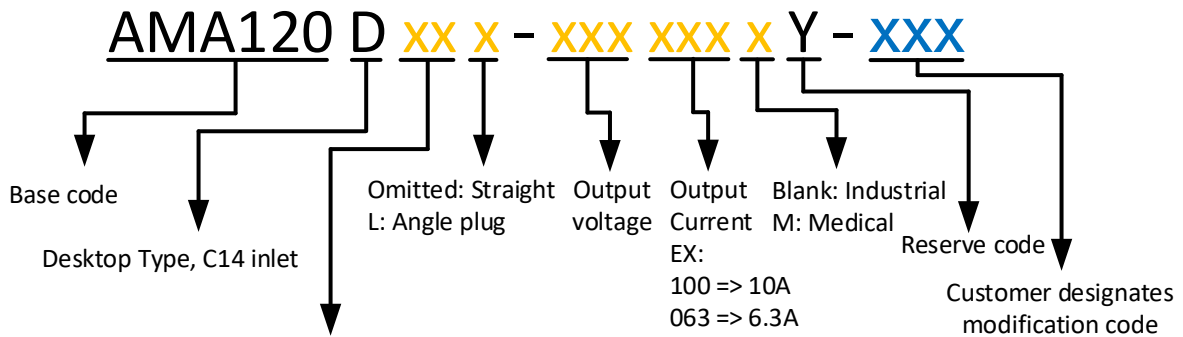 AMA120 D xx x - xxx xxx x Y - xxx
Base code
Desktop Type, C14 inlet
Omitted: Straight
L: Angle plug
Output
voltage
Output
Current
EX:
100 => 10A
063 => 6.3A
Blank: Industrial
M: Medical
Reserve code
Customer designates
modification code